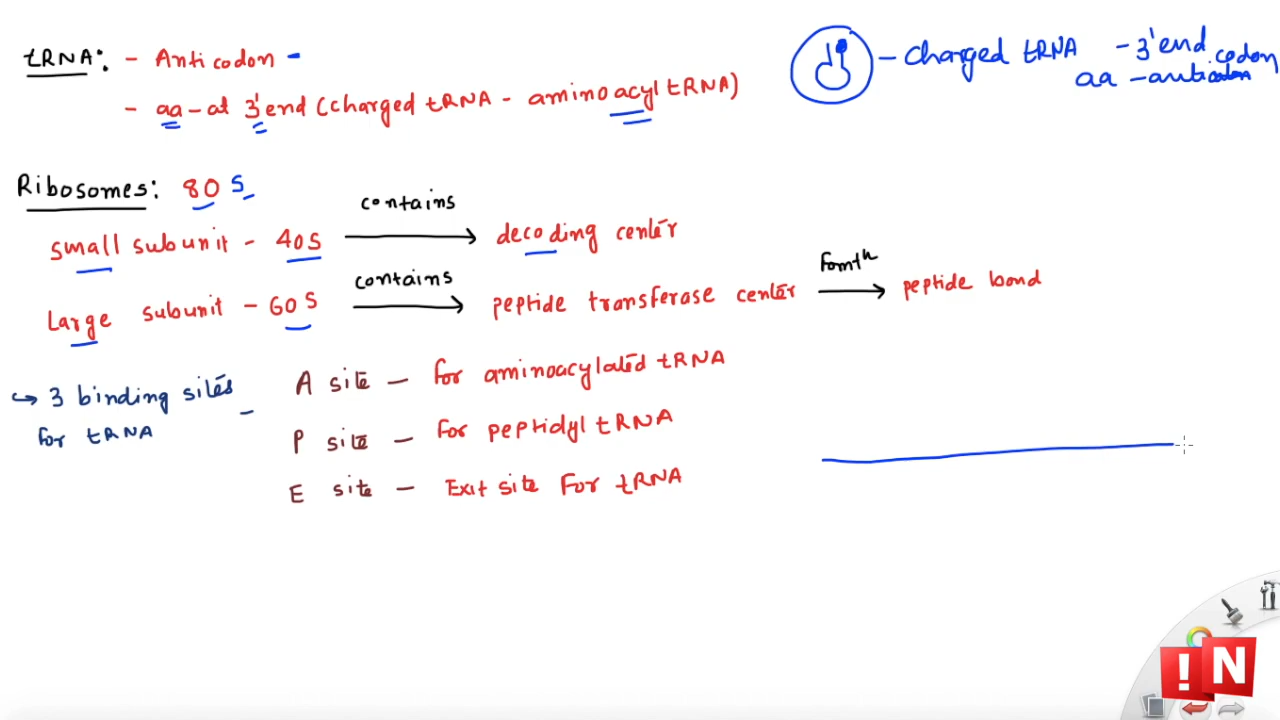 tRNA: - Anticodon -
- aa - at 3' end (charged tRNA - aminoacyl tRNA)
- charged tRNA - 3' end codon
aa - anticodon
Ribosomes: 80 S
small subunit - 40S contains decoding center
Large subunit - 60S contains peptide transferase center formth peptide bond
↪ 3 binding sites for tRNA -
A site - for aminoacylated tRNA
P site - for peptidyl tRNA
E site - Exit site For tRNA
!N